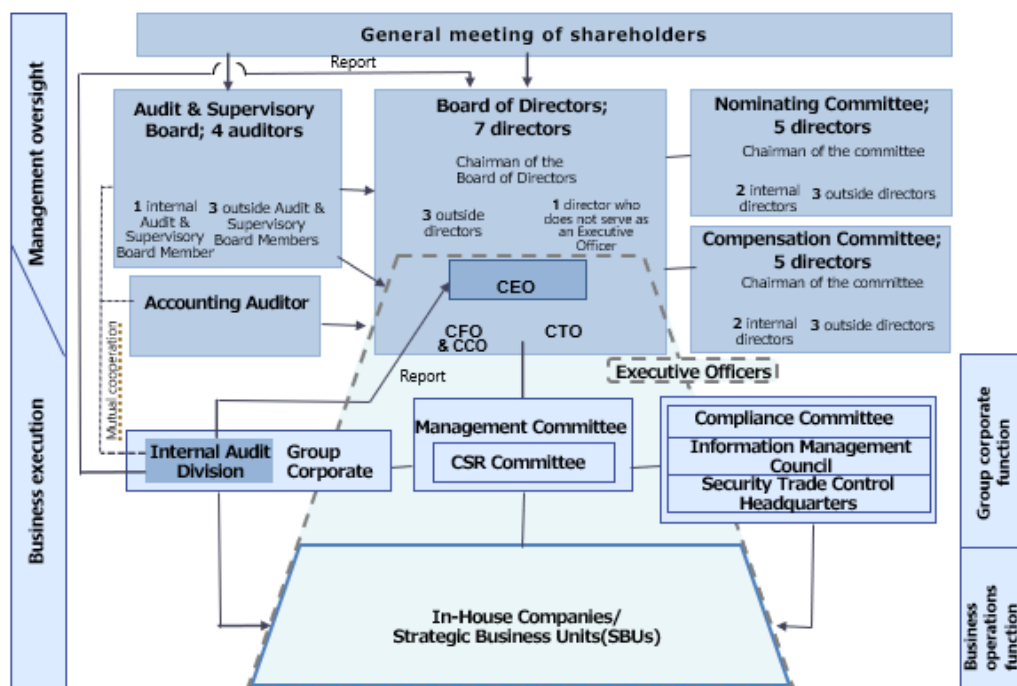 General meeting of shareholders
Report
Management oversight
Audit & Supervisory
Board; 4 auditors
1 internal
Audit &
Supervisory
Board Member
3 outside Audit &
Supervisory
Board Members
Board of Directors;
7 directors
Chairman of the
Board of Directors
3 outside
directors
1 director who
does not serve as
an Executive
Officer
Nominating Committee;
5 directors
Chairman of the committee
2 internal
directors
3 outside directors
Compensation Committee;
5 directors
Chairman of the committee
2 internal
directors
3 outside directors
Accounting Auditor
CEO
CFO
& CCO
CTO
Executive Officers
Mutual cooperation
Report
Business execution
Internal Audit
Division
Group
Corporate
Management Committee
CSR Committee
Compliance Committee
Information Management
Council
Security Trade Control
Headquarters
Group corporate
function
In-House Companies/
Strategic Business Units(SBUs)
Business
operations
function